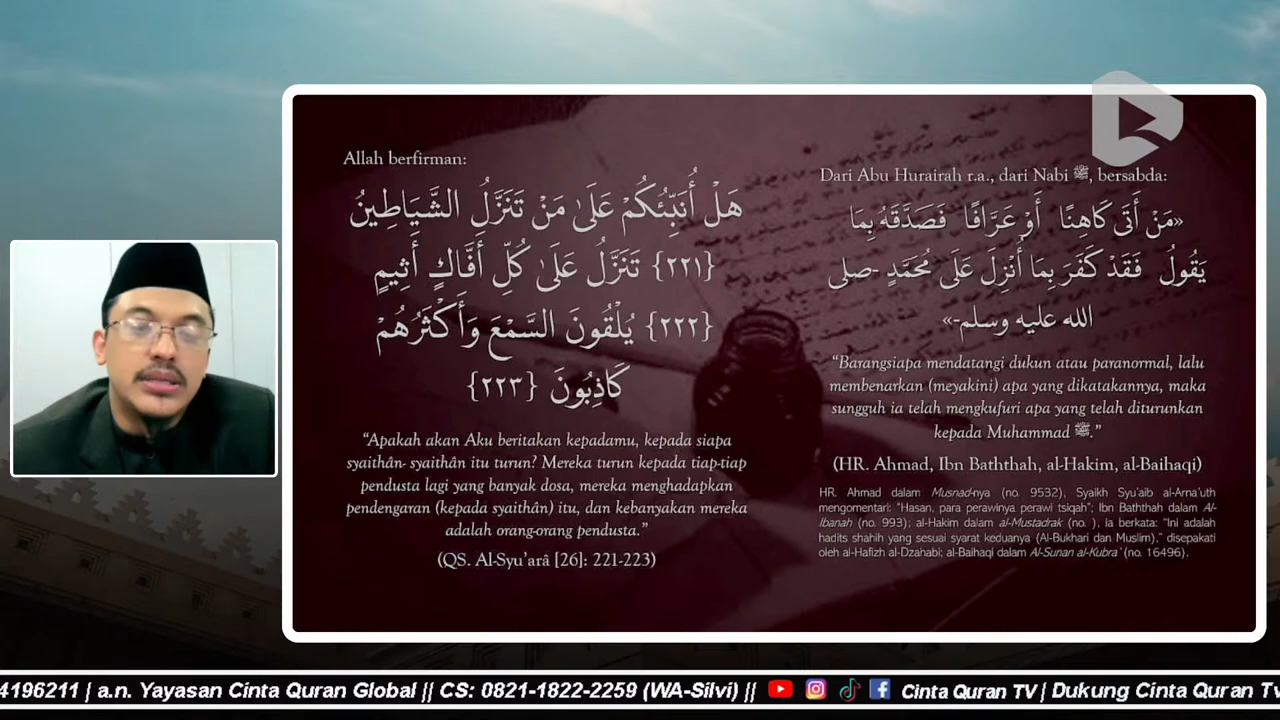 Allah berfirman:
هَلْ أُنَبِّئُكُمْ عَلَىٰ مَنْ تَنَزَّلُ الشَّيَاطِينُ
{٢٢١} تَنَزَّلُ عَلَىٰ كُلِّ أَفَّاكٍ أَثِيمٍ
{٢٢٢} يُلْقُونَ السَّمْعَ وَأَكْثَرُهُمْ
كَاذِبُونَ {٢٢٣}
“Apakah akan Aku beritakan kepadamu, kepada siapa
syaithân- syaithân itu turun? Mereka turun kepada tiap-tiap
pendusta lagi yang banyak dosa, mereka menghadapkan
pendengaran (kepada syaithân) itu, dan kebanyakan mereka
adalah orang-orang pendusta.”
(QS. Al-Syu’arâ [26]: 221-223)
Dari Abu Hurairah r.a., dari Nabi ﷺ, bersabda:
«مَنْ أَتَى كَاهِنًا أَوْ عَرَّافًا فَصَدَّقَهُ بِمَا
يَقُولُ فَقَدْ كَفَرَ بِمَا أُنْزِلَ عَلَى مُحَمَّدٍ -صلى
الله عليه وسلم-»
“Barangsiapa mendatangi dukun atau paranormal, lalu
membenarkan (meyakini) apa yang dikatakannya, maka
sungguh ia telah mengkufuri apa yang telah diturunkan
kepada Muhammad ﷺ.”
(HR. Ahmad, Ibn Baththah, al-Hakim, al-Baihaqi)
HR. Ahmad dalam Musnad-nya (no. 9532), Syaikh Syu’aib al-Arna’uth
mengomentari: “Hasan, para perawinya perawi tsiqah”; Ibn Baththah dalam Al-
Ibanah (no. 993); al-Hakim dalam al-Mustadrak (no. ), ia berkata: “Ini adalah
hadits shahih yang sesuai syarat keduanya (Al-Bukhari dan Muslim),” disepakati
oleh al-Hafizh al-Dzahabi; al-Baihaqi dalam Al-Sunan al-Kubra’ (no. 16496).
4196211 | a.n. Yayasan Cinta Quran Global || CS: 0821-1822-2259 (WA-Silvi) || Cinta Quran TV | Dukung Cinta Quran Tv